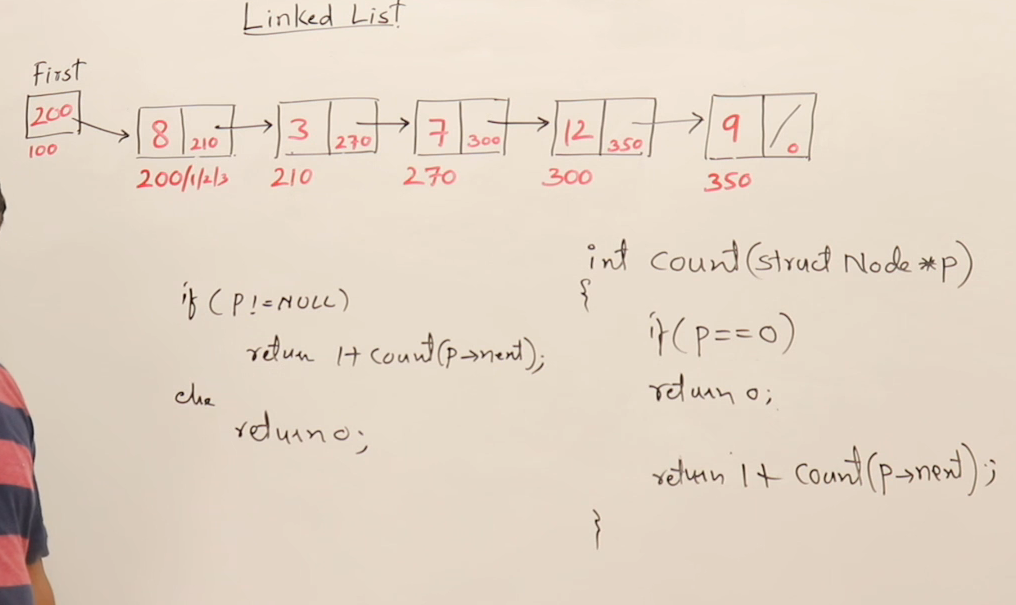 Linked List
First
200
100
8 210
200/1/2/3
3 270
210
7 300
270
12 350
300
9 0
350
if (P!=NULL)
return 1+ count(p→next);
else
return 0;
int count(struct Node *p)
{
if(p==0)
return 0;
return 1+ count(p→next);
}